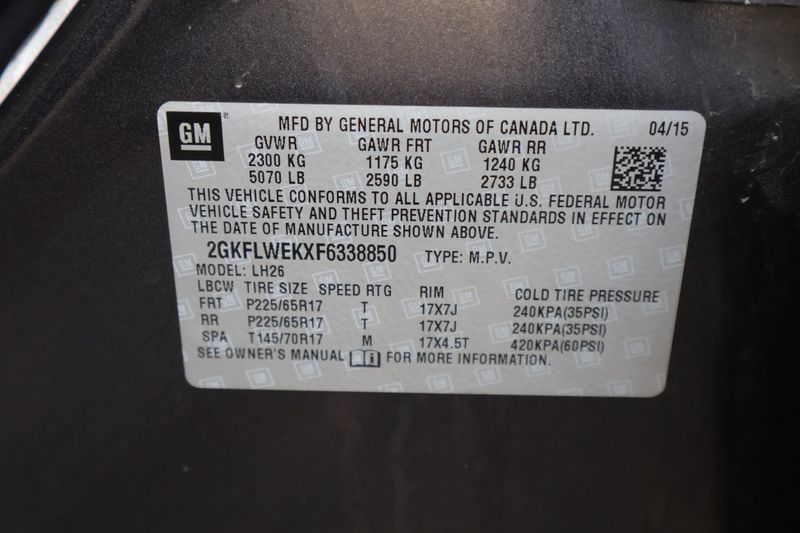 GM
MFD BY GENERAL MOTORS OF CANADA LTD. 04/15
GVWR GAWR FRT GAWR RR
2300 KG 1175 KG 1240 KG
5070 LB 2590 LB 2733 LB
THIS VEHICLE CONFORMS TO ALL APPLICABLE U.S. FEDERAL MOTOR
VEHICLE SAFETY AND THEFT PREVENTION STANDARDS IN EFFECT ON
THE DATE OF MANUFACTURE SHOWN ABOVE.
2GKFLWEKXF6338850 TYPE: M.P.V.
MODEL: LH26
LBCW TIRE SIZE SPEED RTG RIM COLD TIRE PRESSURE
FRT P225/65R17 T 17X7J 240KPA(35PSI)
RR P225/65R17 T 17X7J 240KPA(35PSI)
SPA T145/70R17 M 17X4.5T 420KPA(60PSI)
SEE OWNER'S MANUAL FOR MORE INFORMATION.